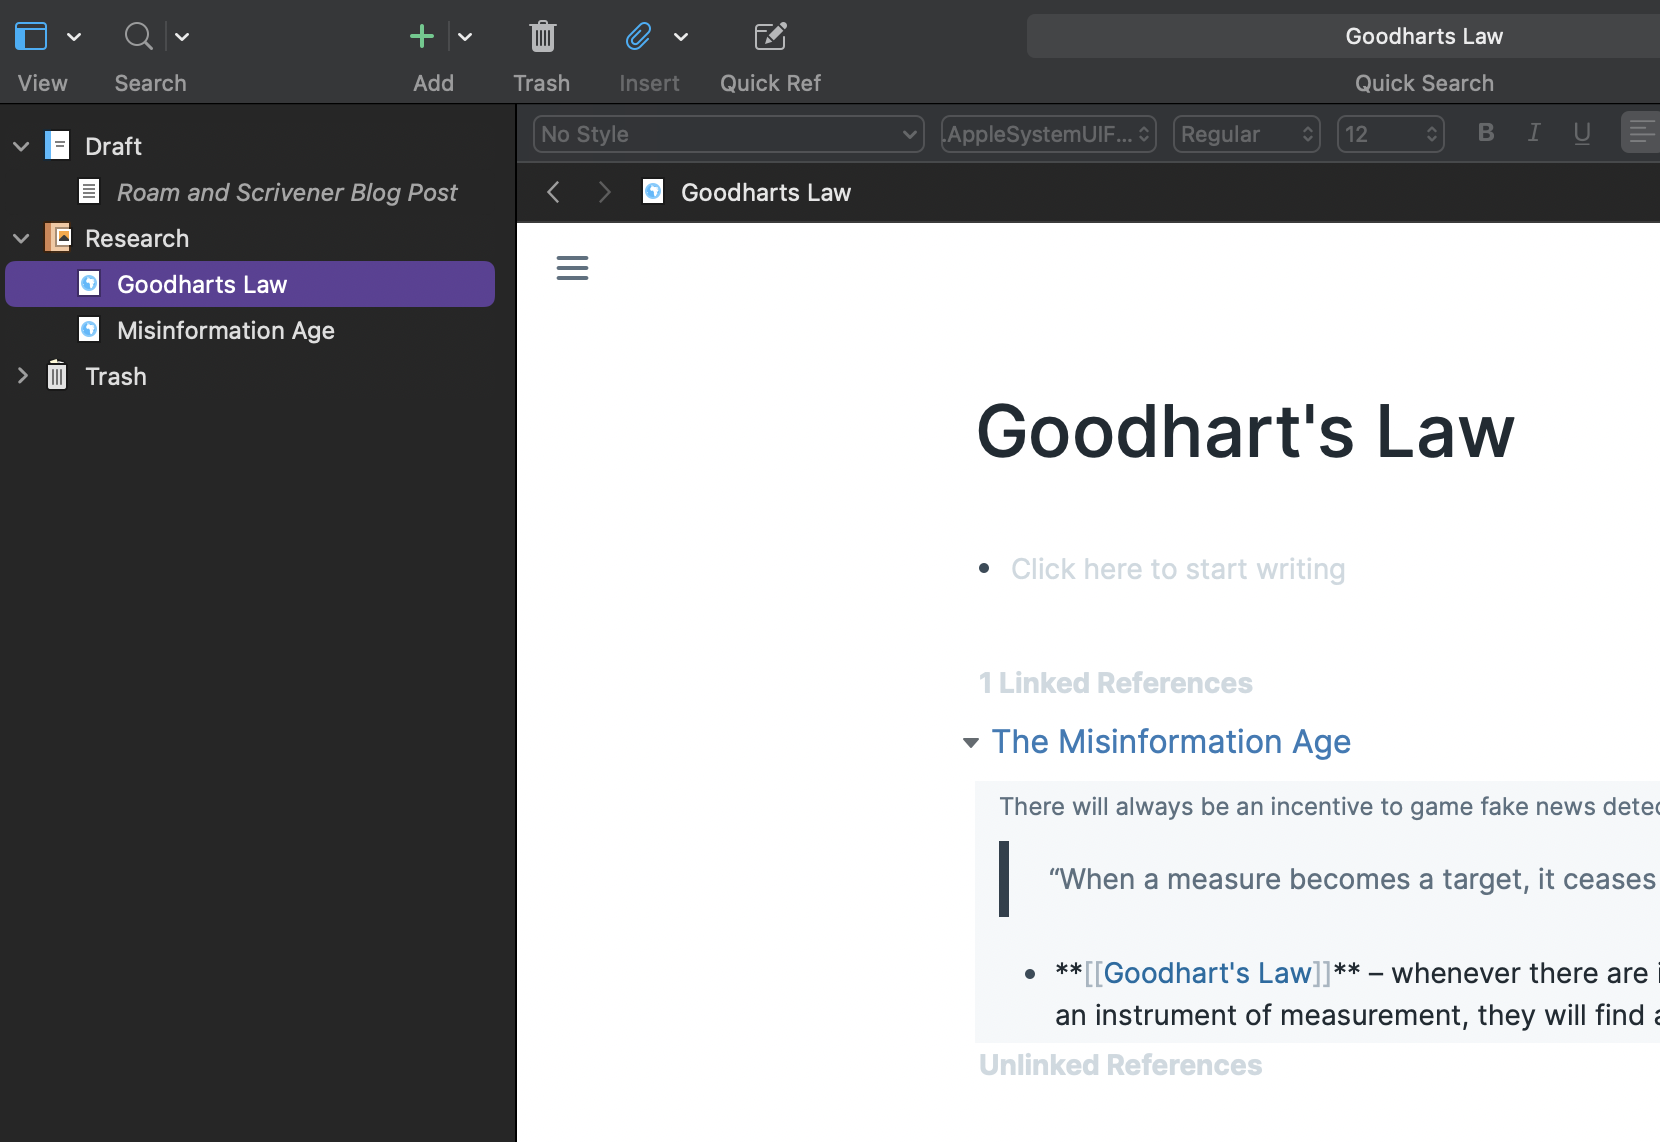 Goodharts Law
View
Search
Add
Trash
Insert
Quick Ref
Quick Search
Draft
Roam and Scrivener Blog Post
Research
Goodharts Law
Misinformation Age
Trash
No Style
.AppleSystemUIF...
Regular
12
B
I
U
Goodharts Law
Goodhart's Law
Click here to start writing
1 Linked References
The Misinformation Age
There will always be an incentive to game fake news
“When a measure becomes a target, it ceases
**[[Goodhart's Law]]** – whenever there are
an instrument of measurement, they will find
Unlinked References